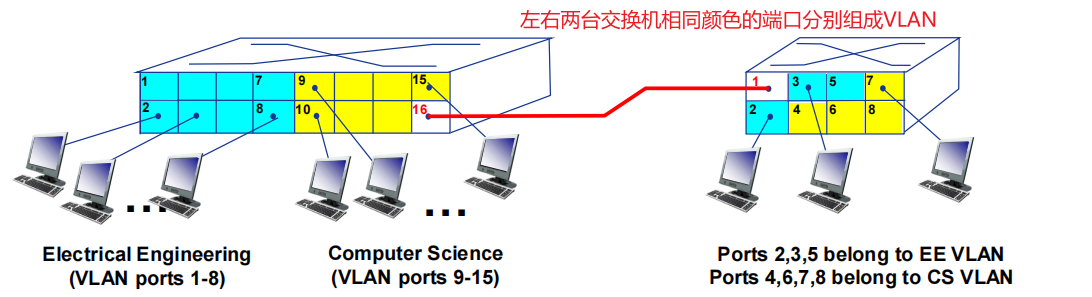 左右两台交换机相同颜色的端口分别组成VLAN
1 7 9 15
2 8 10 16
1 3 5 7
2 4 6 8
... ...
Electrical Engineering
(VLAN ports 1-8)
Computer Science
(VLAN ports 9-15)
Ports 2,3,5 belong to EE VLAN
Ports 4,6,7,8 belong to CS VLAN